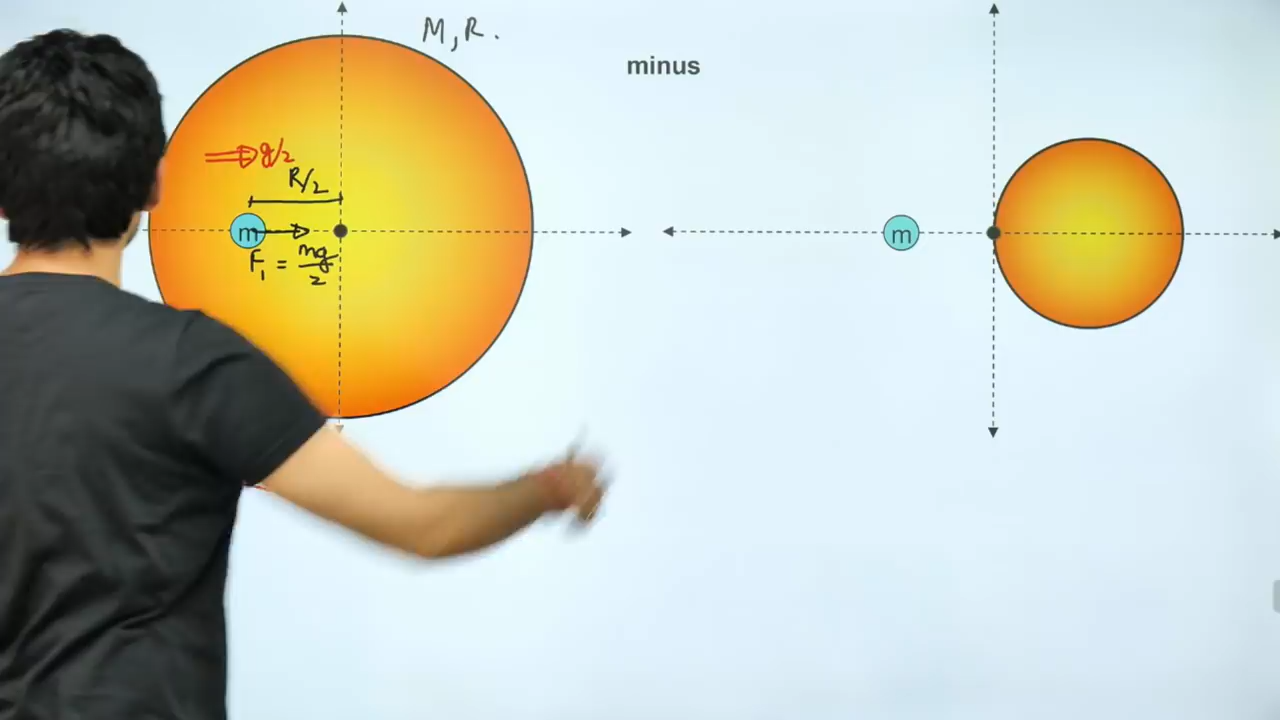 M, R.
minus
g/2
R/2
m
F₁ = mg/2
m